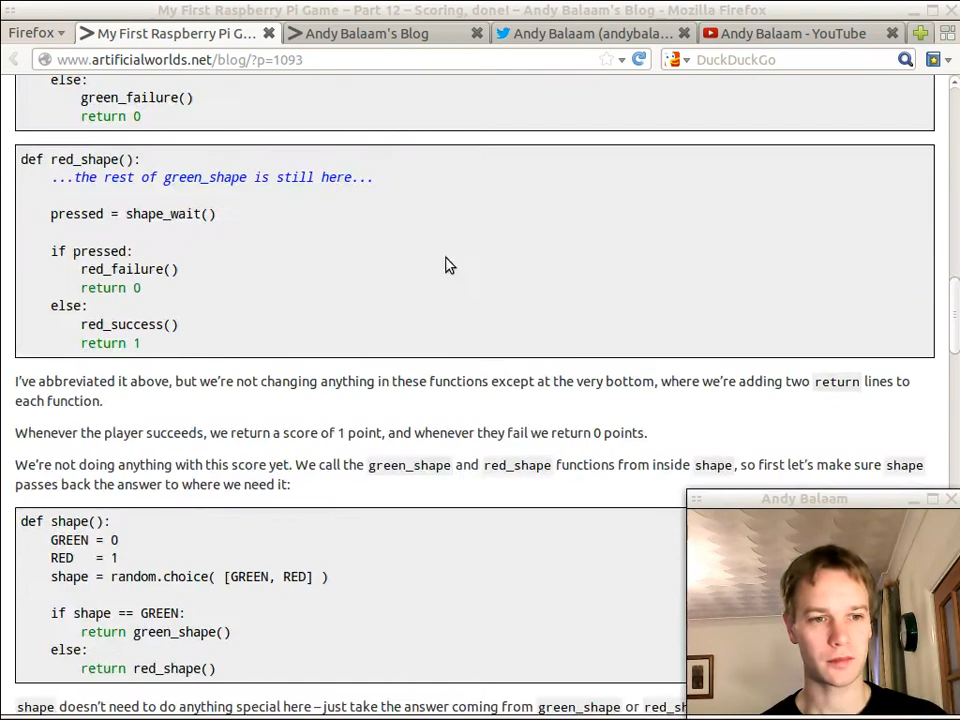 My First Raspberry Pi Game – Part 12 – Scoring, done! – Andy Balaam's Blog - Mozilla Firefox
Firefox
My First Raspberry Pi G...
Andy Balaam's Blog
Andy Balaam (andybala...
Andy Balaam - YouTube
www.artificialworlds.net/blog/?p=1093
DuckDuckGo
else:
green_failure()
return 0
def red_shape():
...the rest of green_shape is still here...
pressed = shape_wait()
if pressed:
red_failure()
return 0
else:
red_success()
return 1
I've abbreviated it above, but we're not changing anything in these functions except at the very bottom, where we're adding two return lines to
each function.
Whenever the player succeeds, we return a score of 1 point, and whenever they fail we return 0 points.
We're not doing anything with this score yet. We call the green_shape and red_shape functions from inside shape, so first let's make sure shape
passes back the answer to where we need it:
Andy Balaam
def shape():
GREEN = 0
RED   = 1
shape = random.choice( [GREEN, RED] )
if shape == GREEN:
return green_shape()
else:
return red_shape()
shape doesn't need to do anything special here – just take the answer coming from green_shape or red_sh